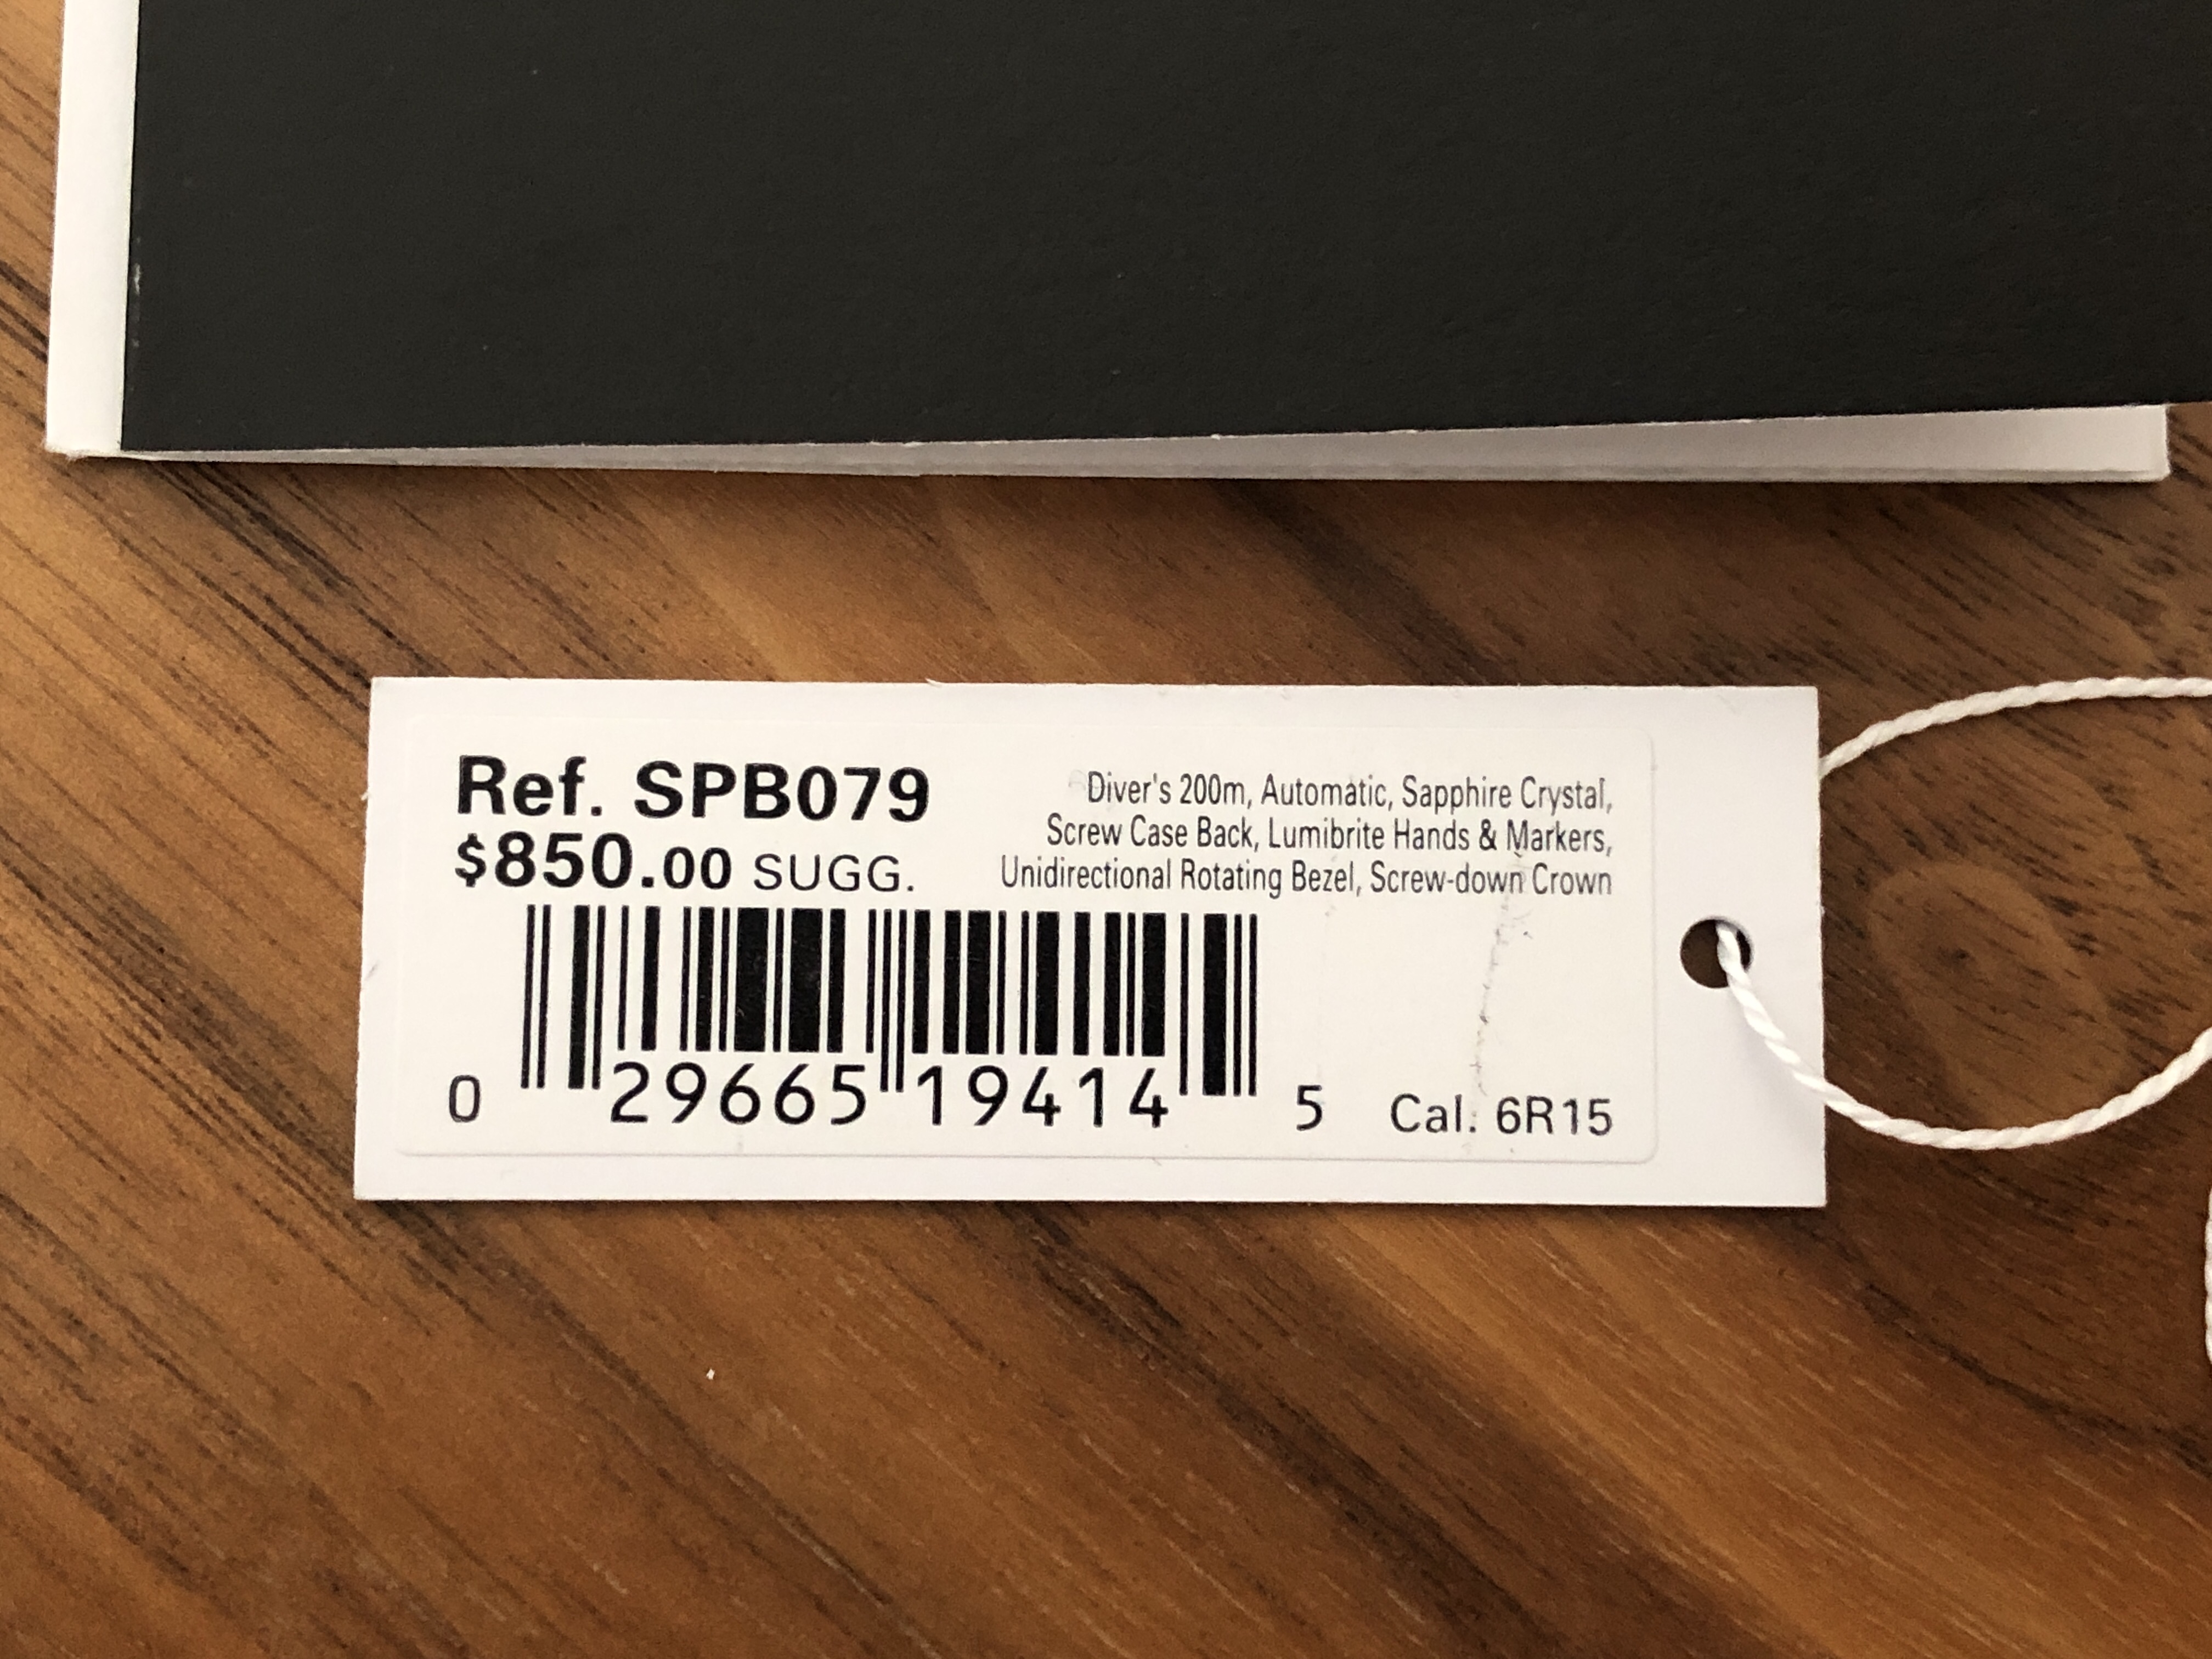 Ref. SPB079
$850.00 SUGG.
Diver's 200m, Automatic, Sapphire Crystal,
Screw Case Back, Lumibrite Hands & Markers,
Unidirectional Rotating Bezel, Screw-down Crown
0 29665 19414 5
Cal. 6R15